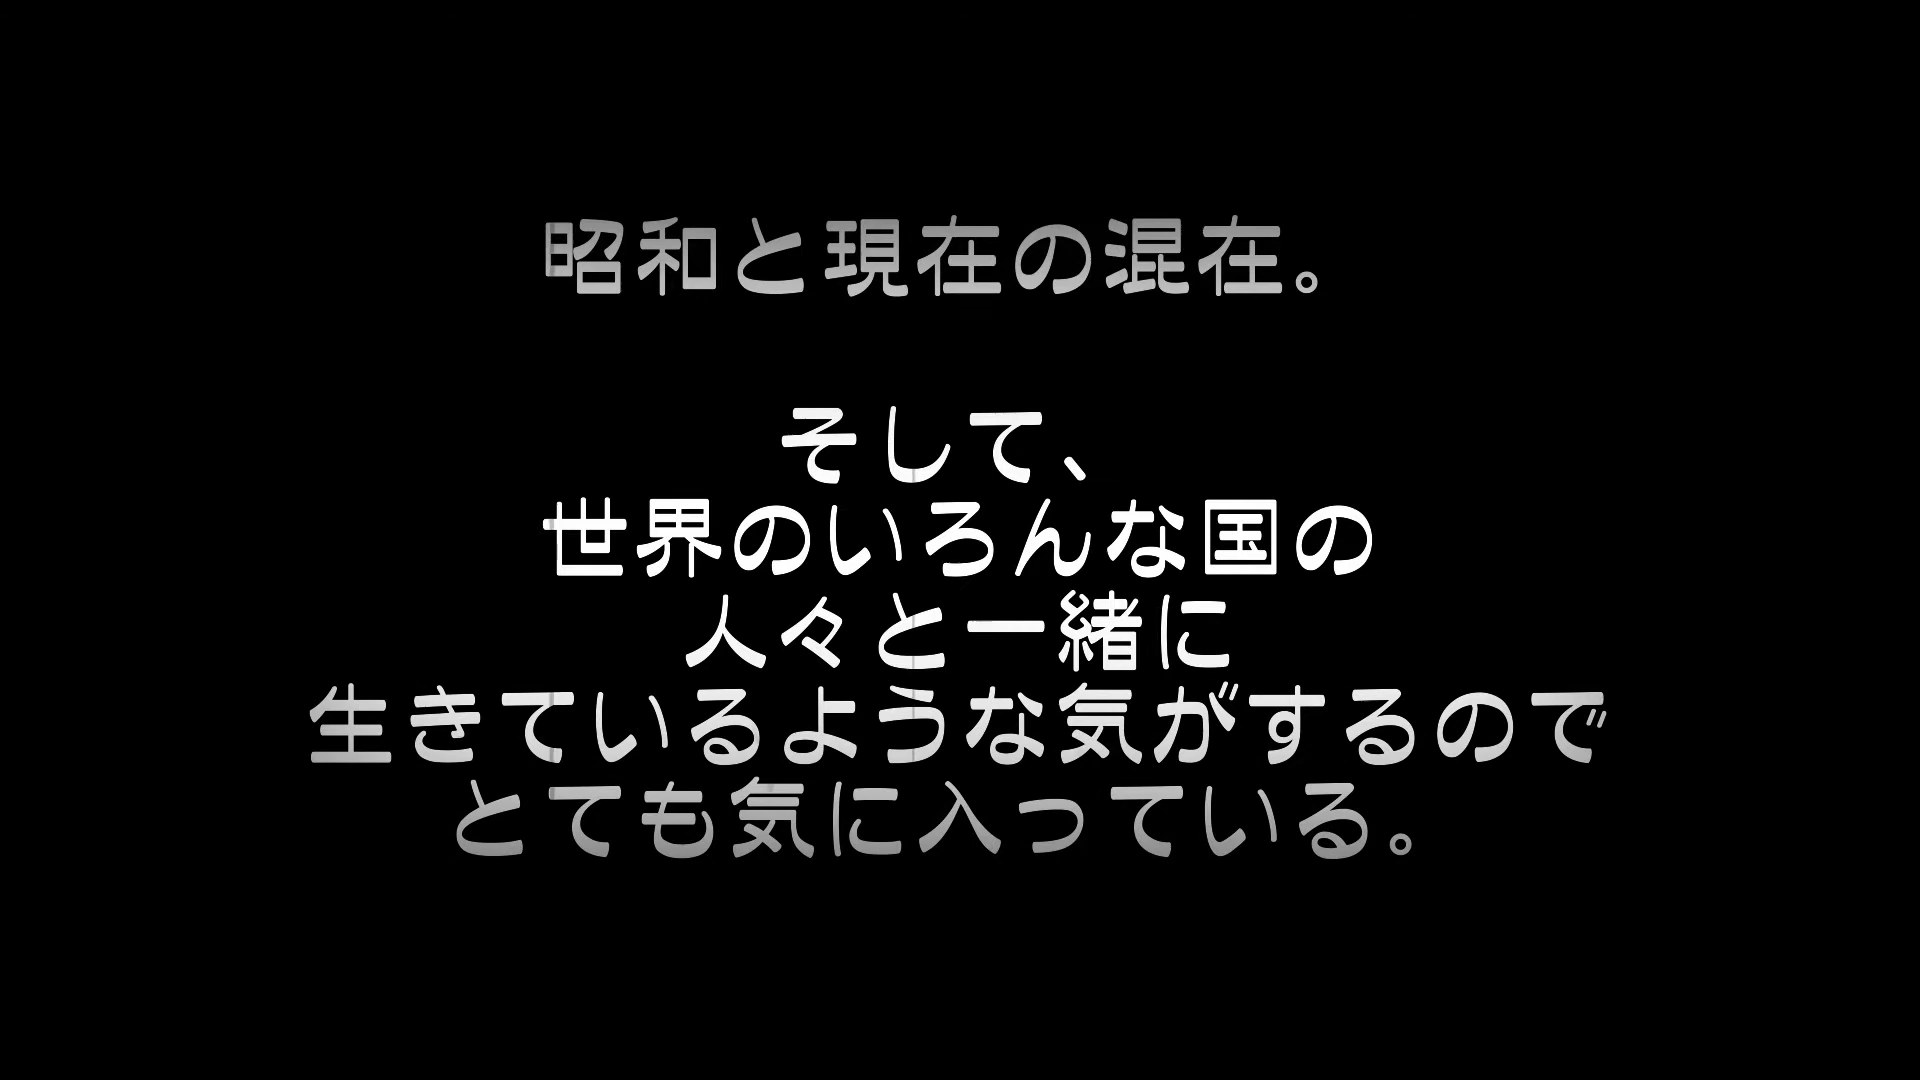 昭和と現在の混在。
そして、
世界のいろんな国の
人々と一緒に
生きているような気がするので
とても気に入っている。